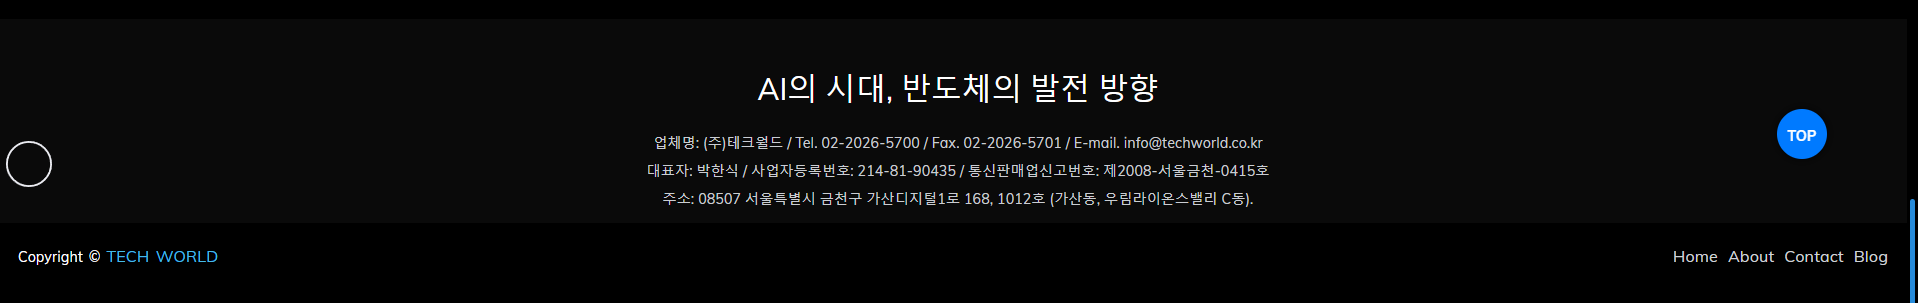 AI의 시대, 반도체의 발전 방향
업체명: (주)테크월드 / Tel. 02-2026-5700 / Fax. 02-2026-5701 / E-mail. info@techworld.co.kr
대표자: 박한식 / 사업자등록번호: 214-81-90435 / 통신판매업신고번호: 제2008-서울금천-0415호
주소: 08507 서울특별시 금천구 가산디지털1로 168, 1012호 (가산동, 우림라이온스밸리 C동).
TOP
Copyright © TECH WORLD
Home About Contact Blog